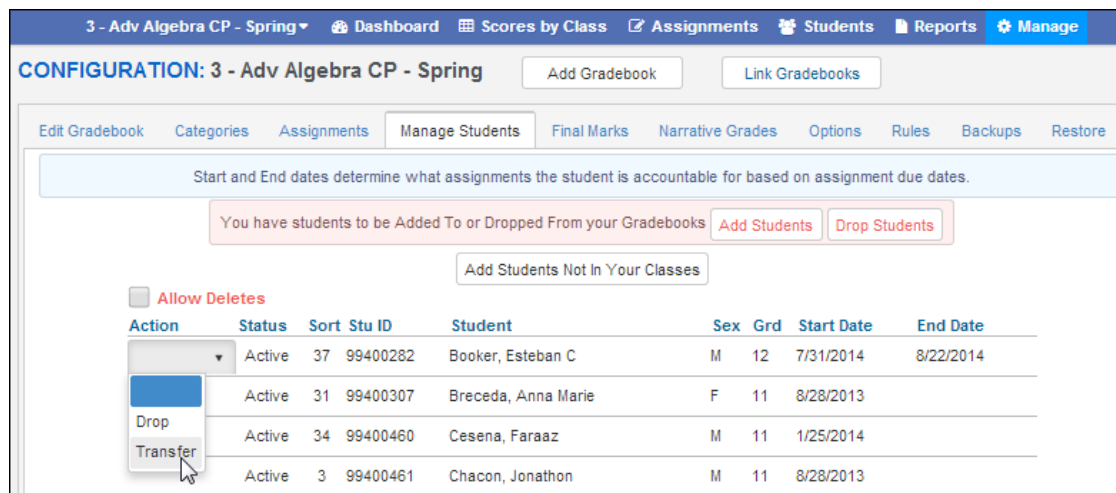 3 - Adv Algebra CP - Spring Dashboard Scores by Class Assignments Students Reports Manage
CONFIGURATION: 3 - Adv Algebra CP - Spring Add Gradebook Link Gradebooks
Edit Gradebook Categories Assignments Manage Students Final Marks Narrative Grades Options Rules Backups Restore
Start and End dates determine what assignments the student is accountable for based on assignment due dates.
You have students to be Added To or Dropped From your Gradebooks Add Students Drop Students
Add Students Not In Your Classes
Allow Deletes
Action Status Sort Stu ID Student Sex Grd Start Date End Date
Active 37 99400282 Booker, Esteban C M 12 7/31/2014 8/22/2014
Active 31 99400307 Breceda, Anna Marie F 11 8/28/2013
Drop
Active 34 99400460 Cesena, Faraaz M 11 1/25/2014
Transfer
Active 3 99400461 Chacon, Jonathon M 11 8/28/2013